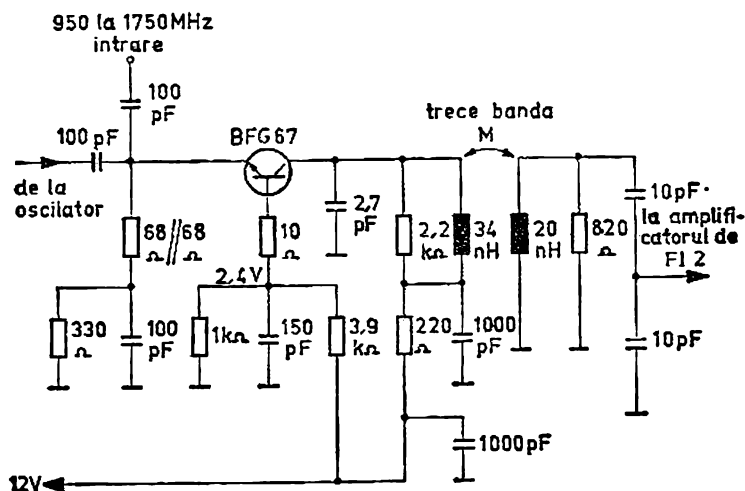 950 la 1750MHz
intrare
100
pF
100 pF
BFG67
trece banda
M
de la
oscilator
2,7
pF
10pF
la amplifi-
catorul de
FI 2
68//68
Ω Ω
10
Ω
2,2
kΩ
34
nH
20
nH
820
Ω
2,4V
330
Ω
100
pF
1kΩ
150
pF
3,9
kΩ
220
Ω
1000
pF
10pF
1000pF
12V